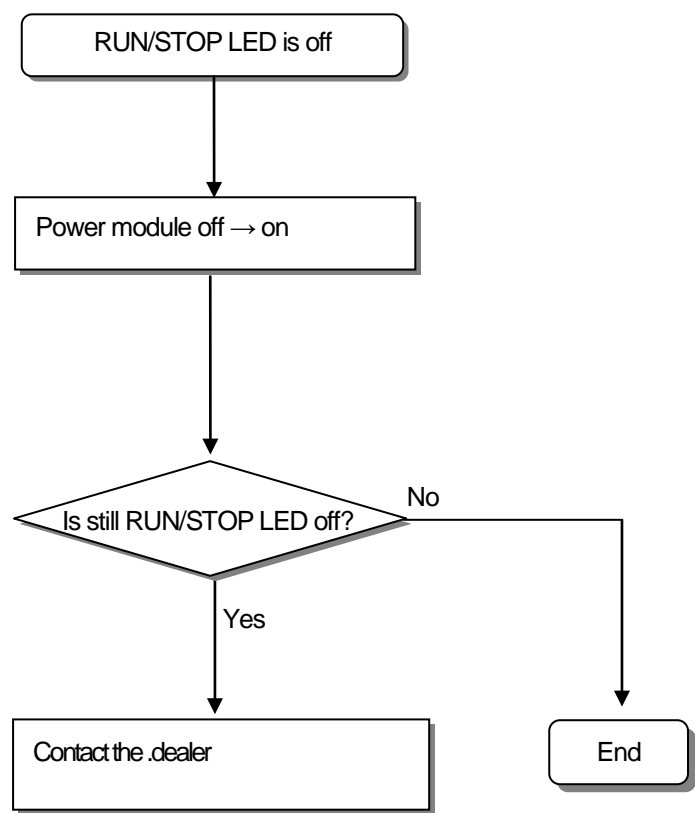 RUN/STOP LED is off
Power module off → on
Is still RUN/STOP LED off?
No
Yes
Contact the .dealer
End